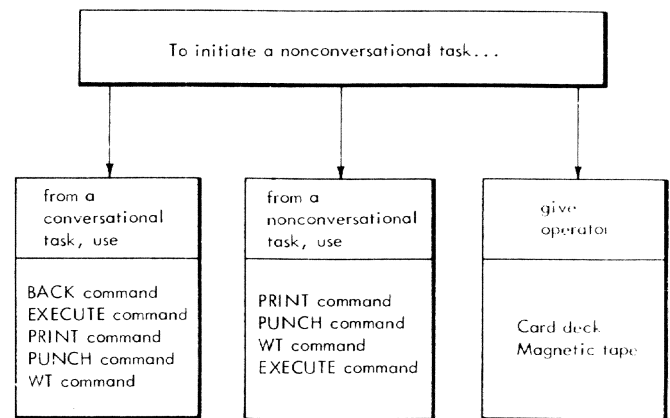 To initiate a nonconversational task...
from a
conversational
task, use
BACK command
EXECUTE command
PRINT command
PUNCH command
WT command
from a
nonconversational
task, use
PRINT command
PUNCH command
WT command
EXECUTE command
give
operator
Card deck
Magnetic tape